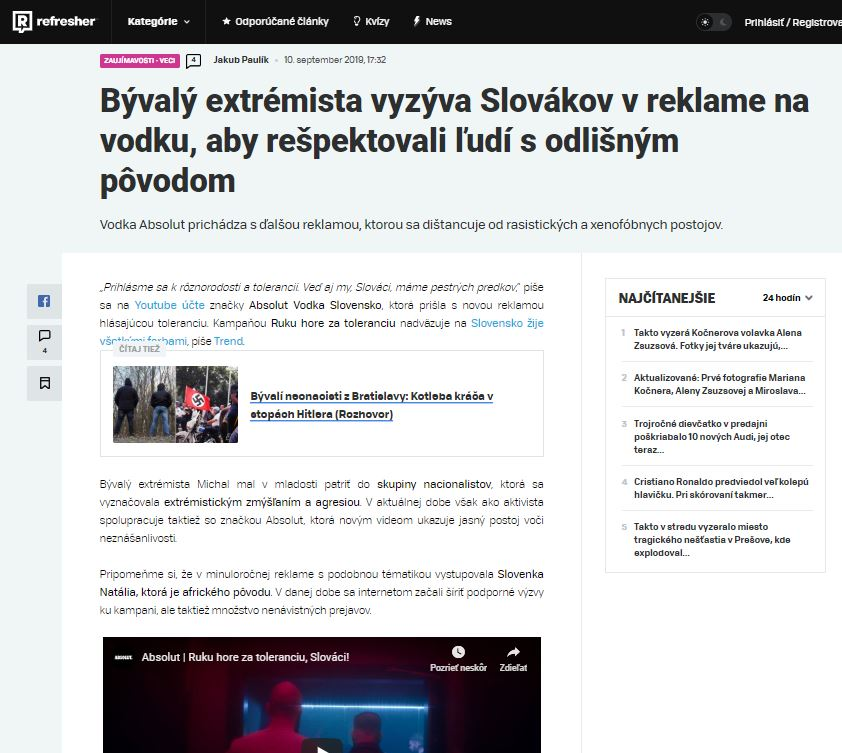 refresher
Kategórie
Odporúčané články
Kvízy
News
Prihlásiť / Registrova
ZAUJÍMAVOSTI - VECI
4
Jakub Paulík
10. september 2019, 17:32
Bývalý extrémista vyzýva Slovákov v reklame na
vodku, aby rešpektovali ľudí s odlišným
pôvodom
Vodka Absolut prichádza s ďalšou reklamou, ktorou sa dištancuje od rasistických a xenofóbnych postojov.
4
„Prihlásme sa k rôznorodosti a tolerancii. Veď aj my, Slováci, máme pestrých predkov,“ píše
sa na Youtube účte značky Absolut Vodka Slovensko, ktorá prišla s novou reklamou
hlásajúcou toleranciu. Kampaňou Ruku hore za toleranciu nadväzuje na Slovensko žije
všetkými farbami, píše Trend.
ČÍTAJ TIEŽ
Bývalí neonacisti z Bratislavy: Kotleba kráča v
stopách Hitlera (Rozhovor)
Bývalý extrémista Michal mal v mladosti patriť do skupiny nacionalistov, ktorá sa
vyznačovala extrémistickým zmýšľaním a agresiou. V aktuálnej dobe však ako aktivista
spolupracuje taktiež so značkou Absolut, ktorá novým videom ukazuje jasný postoj voči
neznášanlivosti.
Pripomeňme si, že v minuloročnej reklame s podobnou tématikou vystupovala Slovenka
Natália, ktorá je afrického pôvodu. V danej dobe sa internetom začali šíriť podporné výzvy
ku kampani, ale taktiež množstvo nenávistných prejavov.
ABSOLUT.
Absolut | Ruku hore za toleranciu, Slováci!
Pozrieť neskôr
Zdieľať
NAJČÍTANEJŠIE
24 hodín
1 Takto vyzerá Kočnerova volavka Alena
Zsuzsová. Fotky jej tváre ukazujú,...
2 Aktualizované: Prvé fotografie Mariana
Kočnera, Aleny Zsuzsovej a Miroslava...
3 Trojročné dievčatko v predajni
poškriabalo 10 nových Audi, jej otec
teraz...
4 Cristiano Ronaldo predviedol veľkolepú
hlavičku. Pri skórovaní takmer...
5 Takto v stredu vyzeralo miesto
tragického nešťastia v Prešove, kde
explodoval...